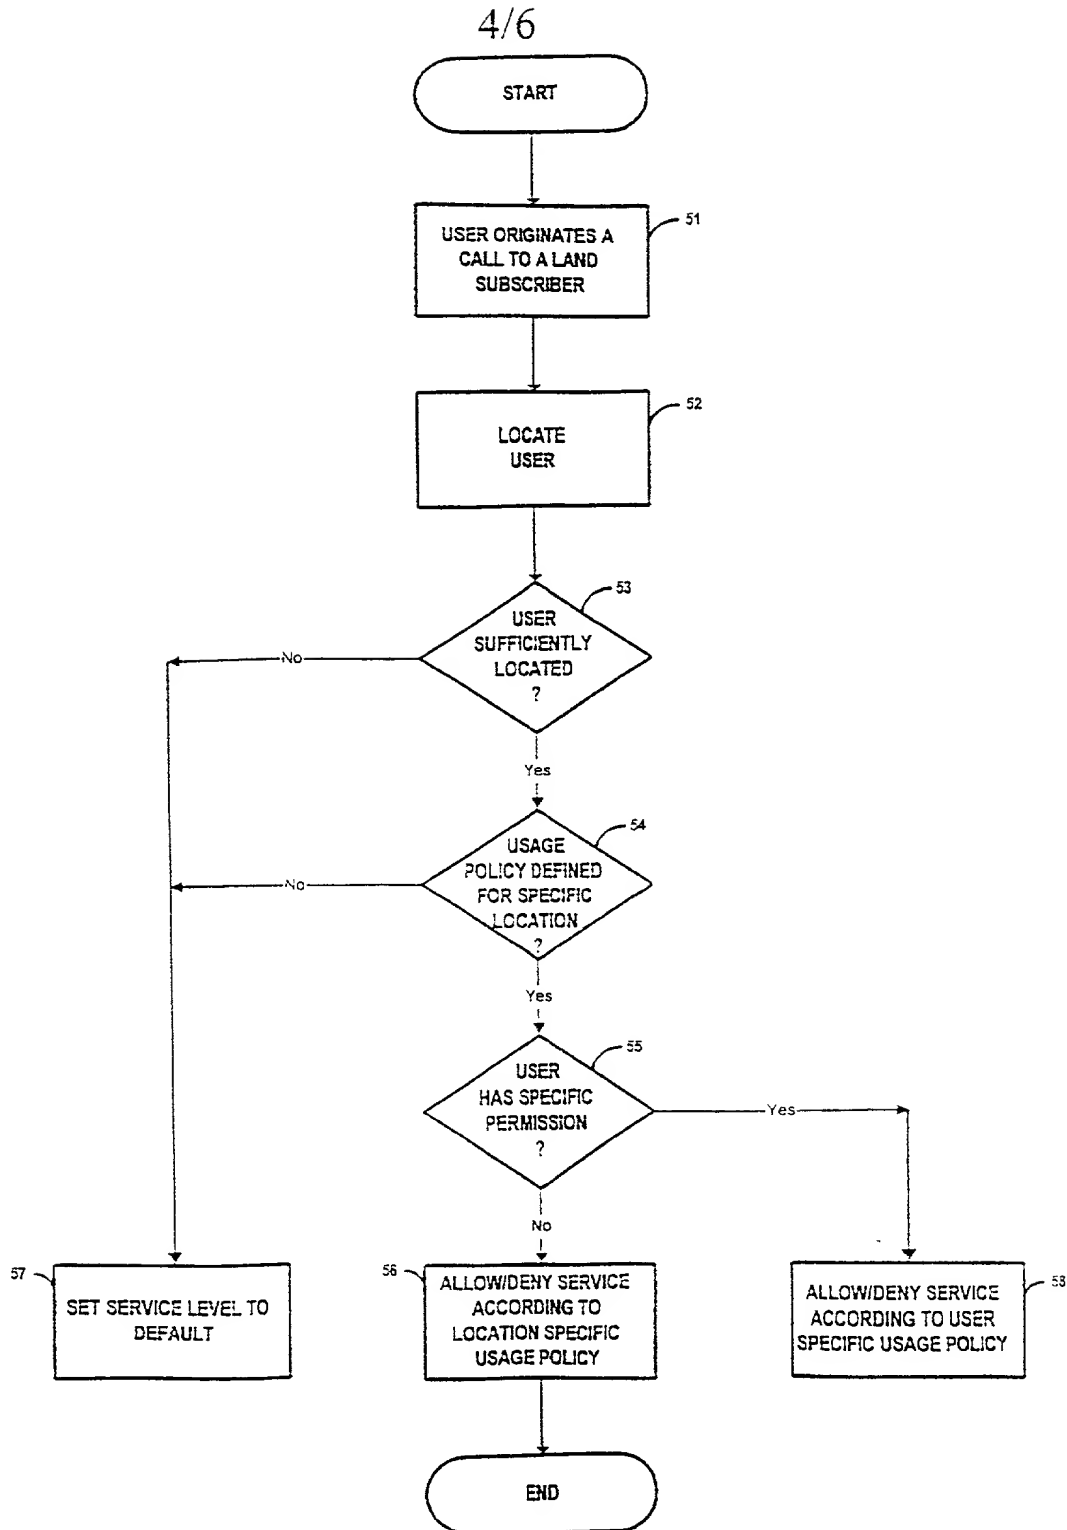 4/6
START
51
USER ORIGINATES A
CALL TO A LAND
SUBSCRIBER
52
LOCATE
USER
53
USER
SUFFICIENTLY
LOCATED
?
No
Yes
54
USAGE
POLICY DEFINED
FOR SPECIFIC
LOCATION
?
No
Yes
55
USER
HAS SPECIFIC
PERMISSION
?
Yes
No
57
SET SERVICE LEVEL TO
DEFAULT
56
ALLOW/DENY SERVICE
ACCORDING TO
LOCATION SPECIFIC
USAGE POLICY
58
ALLOW/DENY SERVICE
ACCORDING TO USER
SPECIFIC USAGE POLICY
END